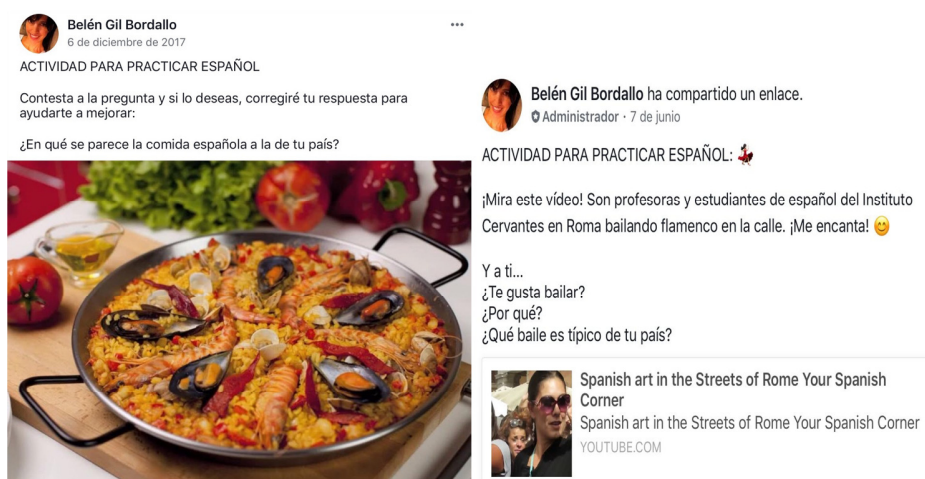 Belén Gil Bordallo
6 de diciembre de 2017
ACTIVIDAD PARA PRACTICAR ESPAÑOL
Contesta a la pregunta y si lo deseas, corregiré tu respuesta para
ayudarte a mejorar:
¿En qué se parece la comida española a la de tu país?
Belén Gil Bordallo ha compartido un enlace.
Administrador · 7 de junio
ACTIVIDAD PARA PRACTICAR ESPAÑOL: 💃
¡Mira este vídeo! Son profesoras y estudiantes de español del Instituto
Cervantes en Roma bailando flamenco en la calle. ¡Me encanta! 😊
Y a ti...
¿Te gusta bailar?
¿Por qué?
¿Qué baile es típico de tu país?
Spanish art in the Streets of Rome Your Spanish
Corner
Spanish art in the Streets of Rome Your Spanish Corner
YOUTUBE.COM